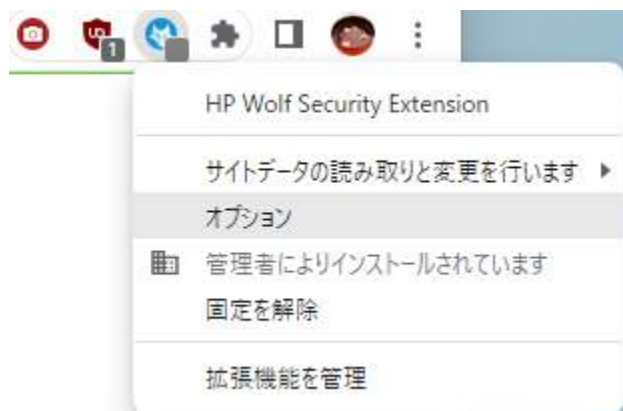 1
HP Wolf Security Extension
サイトデータの読み取りと変更を行います
オプション
管理者によりインストールされています
固定を解除
拡張機能を管理